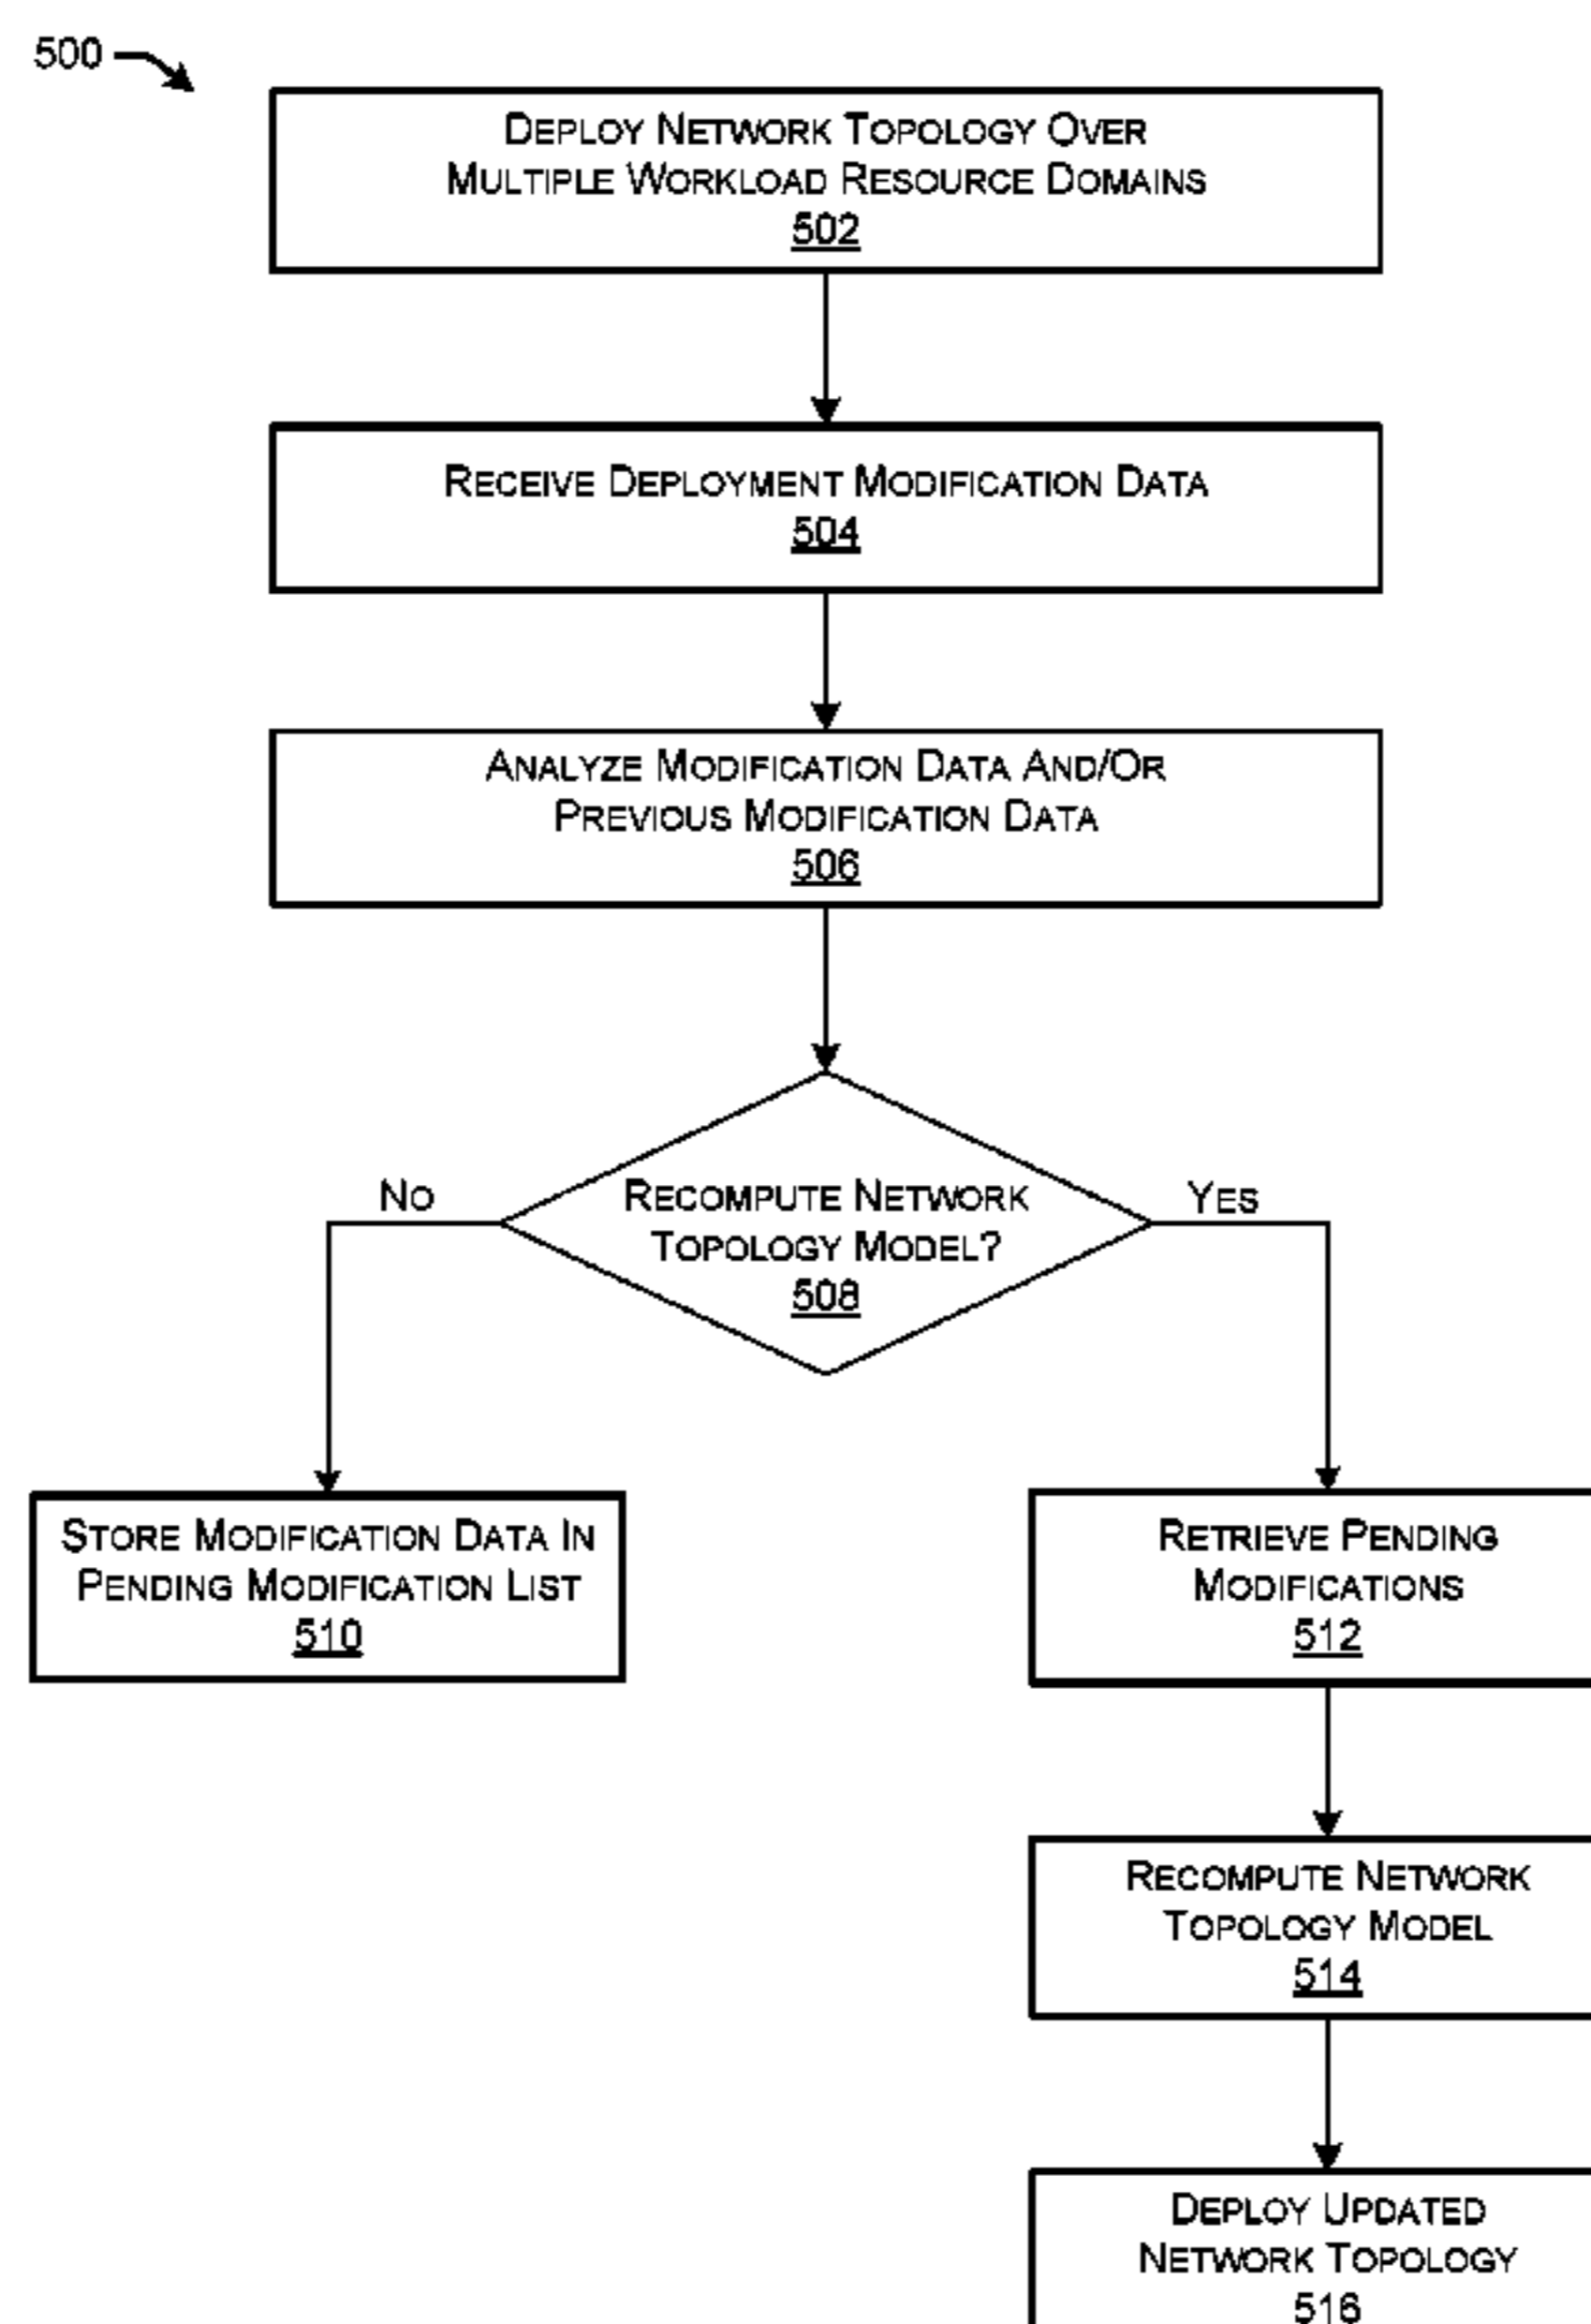 500
Deploy Network Topology Over
Multiple Workload Resource Domains
502
Receive Deployment Modification Data
504
Analyze Modification Data And/Or
Previous Modification Data
506
No
Recompute Network
Topology Model?
508
Yes
Store Modification Data In
Pending Modification List
510
Retrieve Pending
Modifications
512
Recompute Network
Topology Model
514
Deploy Updated
Network Topology
516